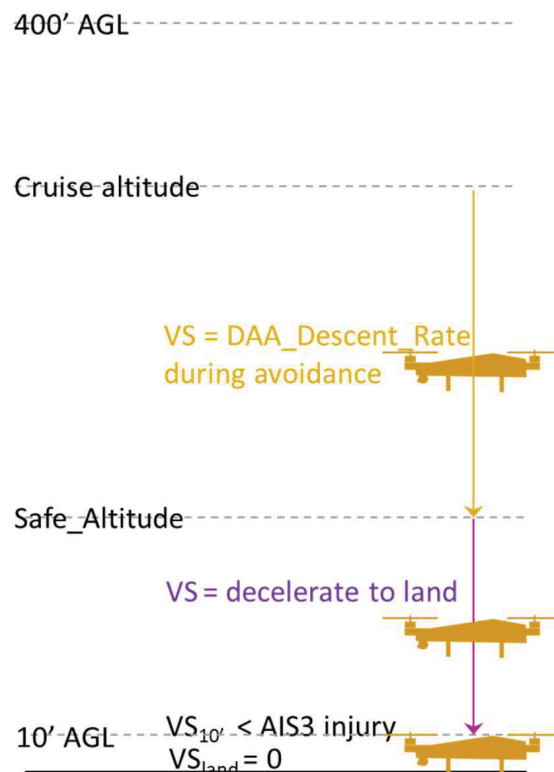 400' AGL
Cruise altitude
VS = DAA_Descent_Rate
during avoidance
Safe_Altitude
VS = decelerate to land
10' AGL
VS10' < AIS3 injury
VSland = 0